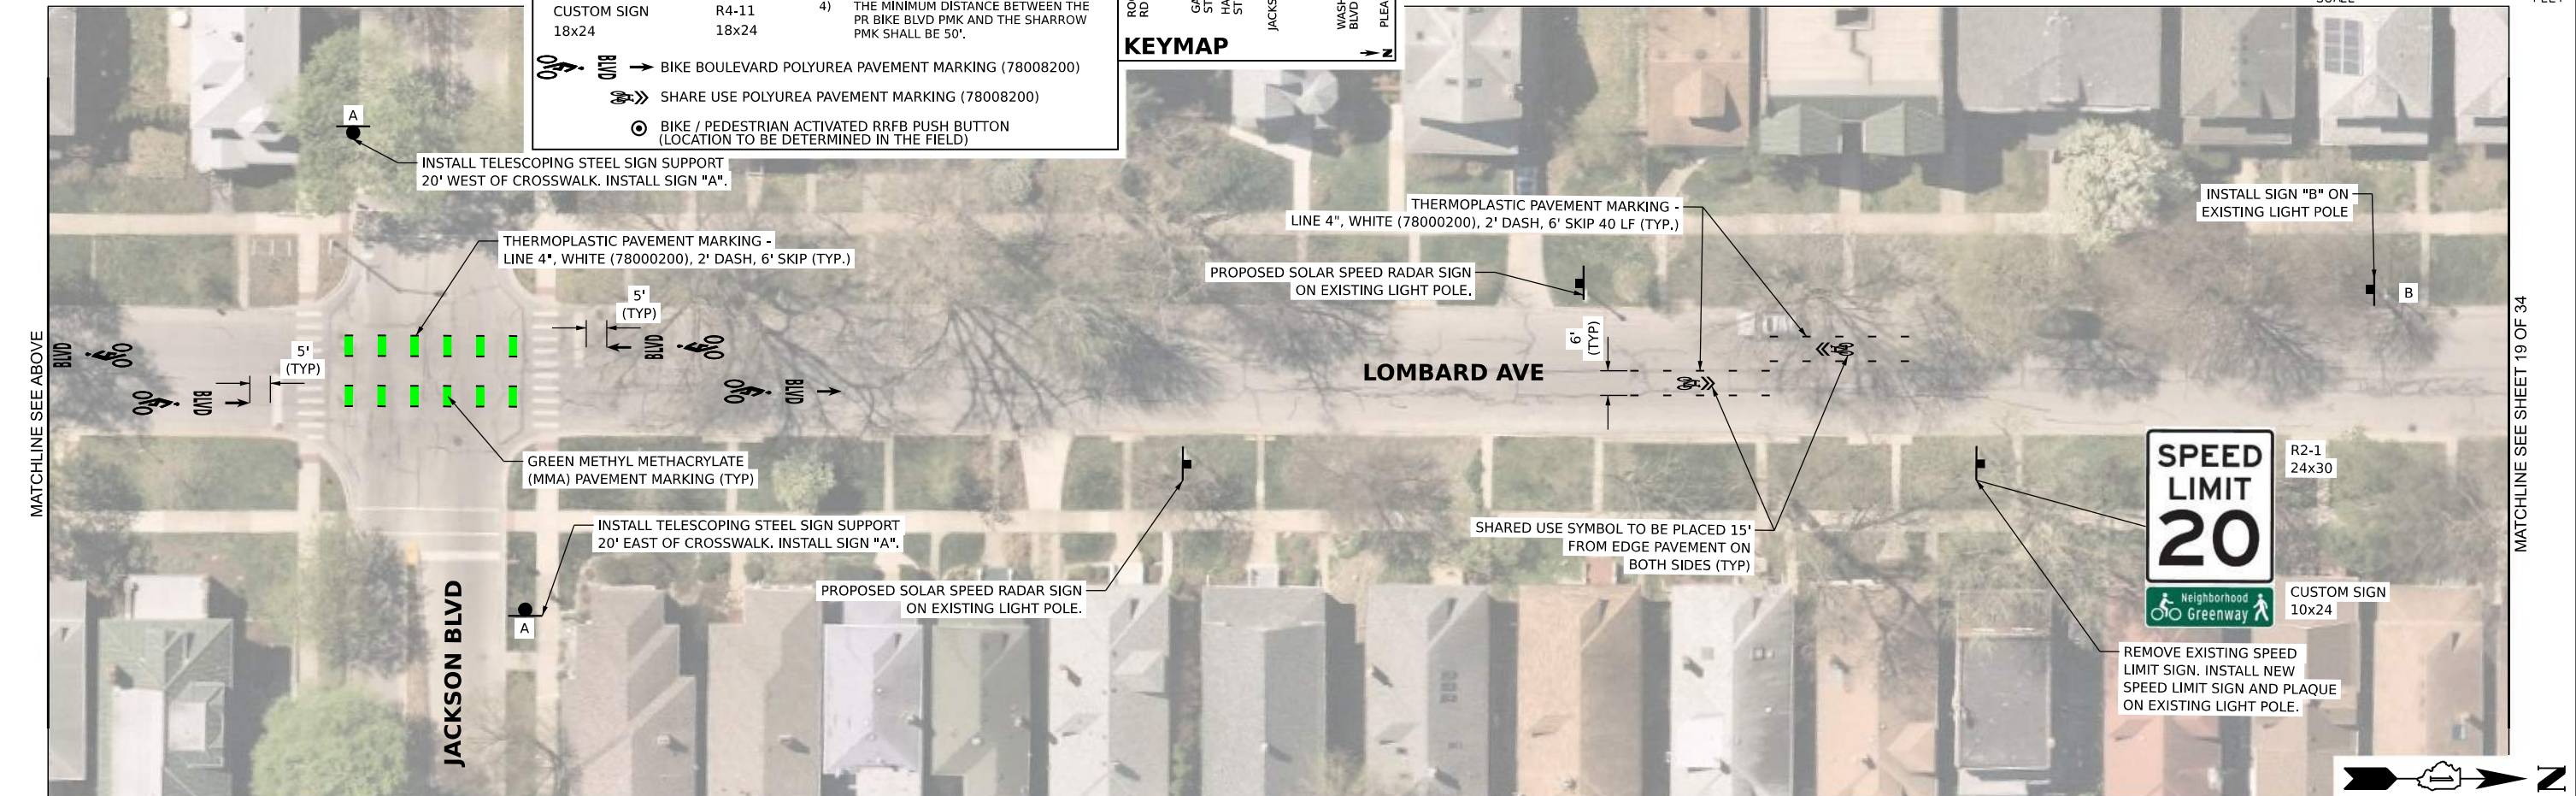 CUSTOM SIGN
18x24
R4-11
18x24
4) THE MINIMUM DISTANCE BETWEEN THE
PR BIKE BLVD PMK AND THE SHARROW
PMK SHALL BE 50'.
BLVD
BIKE BOULEVARD POLYUREA PAVEMENT MARKING (78008200)
SHARE USE POLYUREA PAVEMENT MARKING (78008200)
BIKE / PEDESTRIAN ACTIVATED RRFB PUSH BUTTON
(LOCATION TO BE DETERMINED IN THE FIELD)
RD
ST
ST
BLVD
KEYMAP
N
A
INSTALL TELESCOPING STEEL SIGN SUPPORT
20' WEST OF CROSSWALK. INSTALL SIGN "A".
THERMOPLASTIC PAVEMENT MARKING -
LINE 4", WHITE (78000200), 2' DASH, 6' SKIP (TYP.)
THERMOPLASTIC PAVEMENT MARKING -
LINE 4", WHITE (78000200), 2' DASH, 6' SKIP 40 LF (TYP.)
INSTALL SIGN "B" ON
EXISTING LIGHT POLE
PROPOSED SOLAR SPEED RADAR SIGN
ON EXISTING LIGHT POLE.
B
5'
(TYP)
5'
(TYP)
6'
(TYP)
BLVD
BLVD
BLVD
BLVD
LOMBARD AVE
MATCHLINE SEE ABOVE
MATCHLINE SEE SHEET 19 OF 34
GREEN METHYL METHACRYLATE
(MMA) PAVEMENT MARKING (TYP)
INSTALL TELESCOPING STEEL SIGN SUPPORT
20' EAST OF CROSSWALK. INSTALL SIGN "A".
A
JACKSON BLVD
PROPOSED SOLAR SPEED RADAR SIGN
ON EXISTING LIGHT POLE.
SHARED USE SYMBOL TO BE PLACED 15'
FROM EDGE PAVEMENT ON
BOTH SIDES (TYP)
SPEED
LIMIT
20
R2-1
24x30
Neighborhood
Greenway
CUSTOM SIGN
10x24
REMOVE EXISTING SPEED
LIMIT SIGN. INSTALL NEW
SPEED LIMIT SIGN AND PLAQUE
ON EXISTING LIGHT POLE.
N